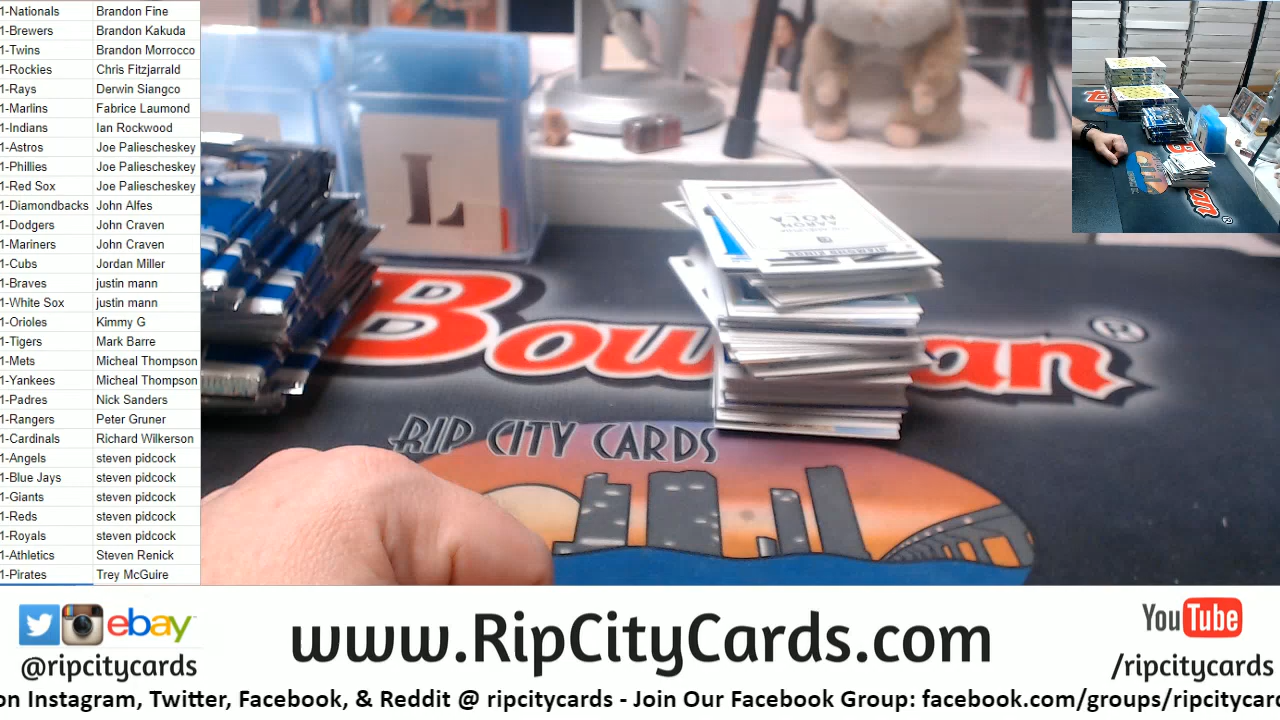 1-Nationals Brandon Fine
1-Brewers Brandon Kakuda
1-Twins Brandon Morrocco
1-Rockies Chris Fitzjarrald
1-Rays Derwin Siangco
1-Marlins Fabrice Laumond
1-Indians Ian Rockwood
1-Astros Joe Paliescheskey
1-Phillies Joe Paliescheskey
1-Red Sox Joe Paliescheskey
1-Diamondbacks John Alfes
1-Dodgers John Craven
1-Mariners John Craven
1-Cubs Jordan Miller
1-Braves justin mann
1-White Sox justin mann
1-Orioles Kimmy G
1-Tigers Mark Barre
1-Mets Micheal Thompson
1-Yankees Micheal Thompson
1-Padres Nick Sanders
1-Rangers Peter Gruner
1-Cardinals Richard Wilkerson
1-Angels steven pidcock
1-Blue Jays steven pidcock
1-Giants steven pidcock
1-Reds steven pidcock
1-Royals steven pidcock
1-Athletics Steven Renick
1-Pirates Trey McGuire
L
AARON
NOLA
Bow an ®
RIP CITY CARDS
ebay
@ripcitycards
www.RipCityCards.com
YouTube
/ripcitycards
on Instagram, Twitter, Facebook, & Reddit @ ripcitycards - Join Our Facebook Group: facebook.com/groups/ripcitycard